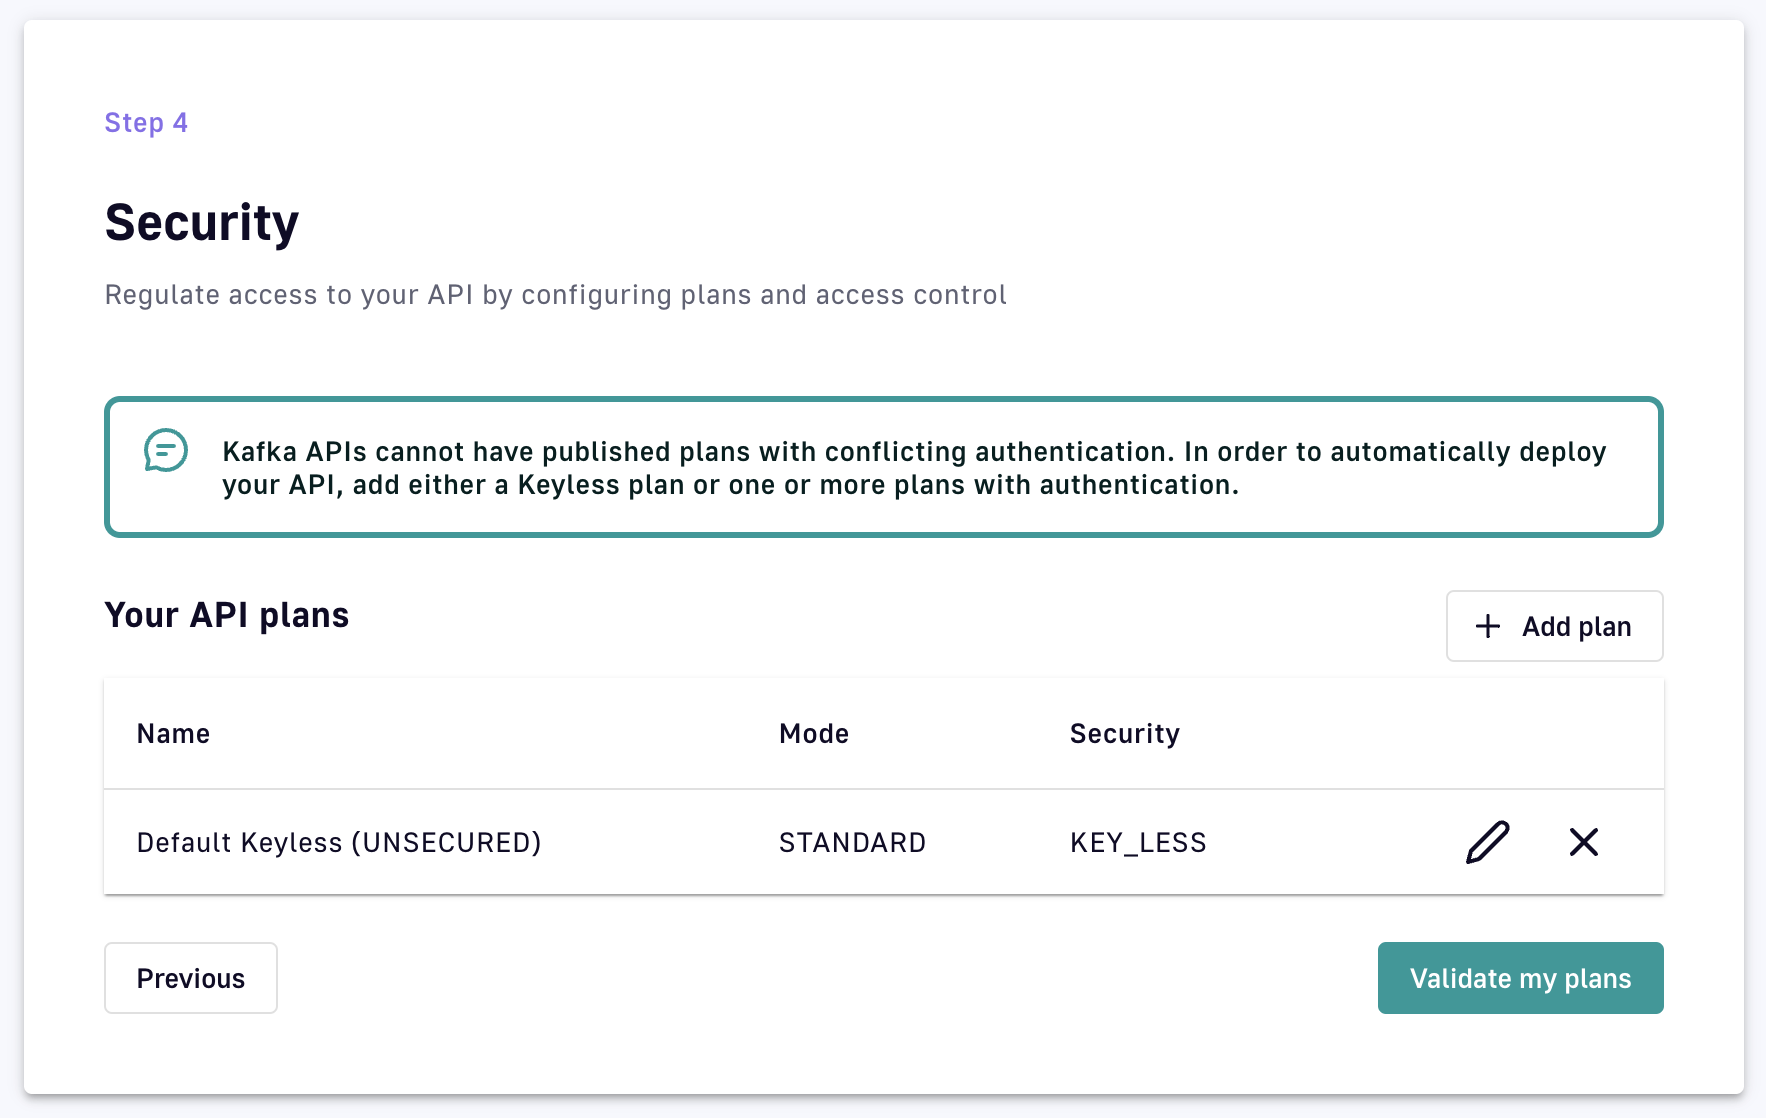 Step 4
Security
Regulate access to your API by configuring plans and access control
Kafka APIs cannot have published plans with conflicting authentication. In order to automatically deploy
your API, add either a Keyless plan or one or more plans with authentication.
Your API plans
Add plan
Name Mode Security
Default Keyless (UNSECURED) STANDARD KEY_LESS
Previous
Validate my plans